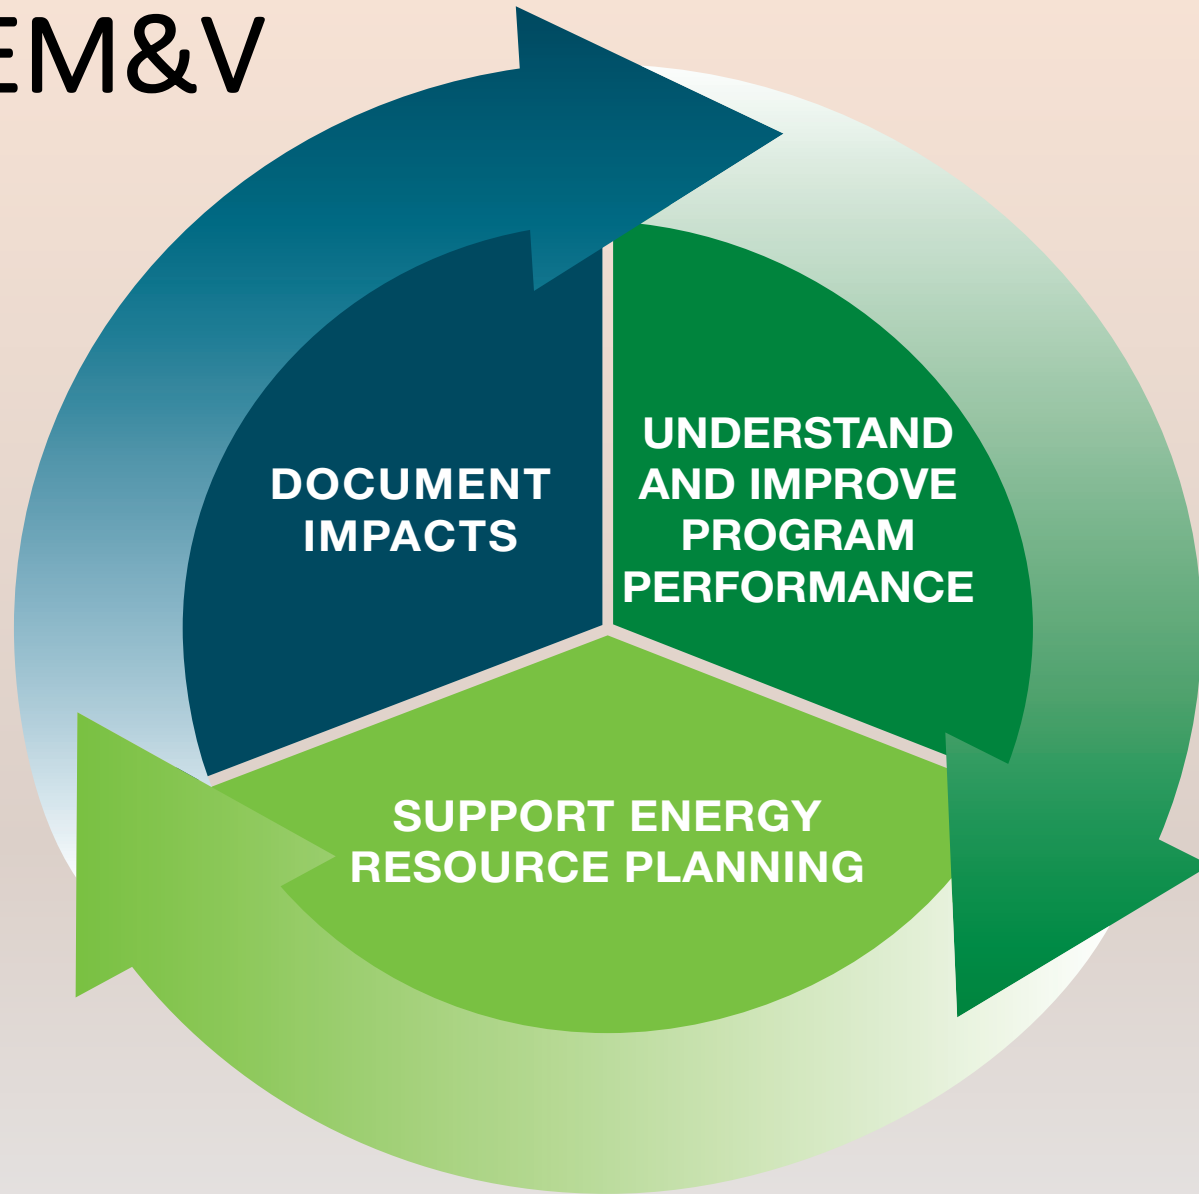 EM&V
DOCUMENT
IMPACTS
UNDERSTAND
AND IMPROVE
PROGRAM
PERFORMANCE
SUPPORT ENERGY
RESOURCE PLANNING